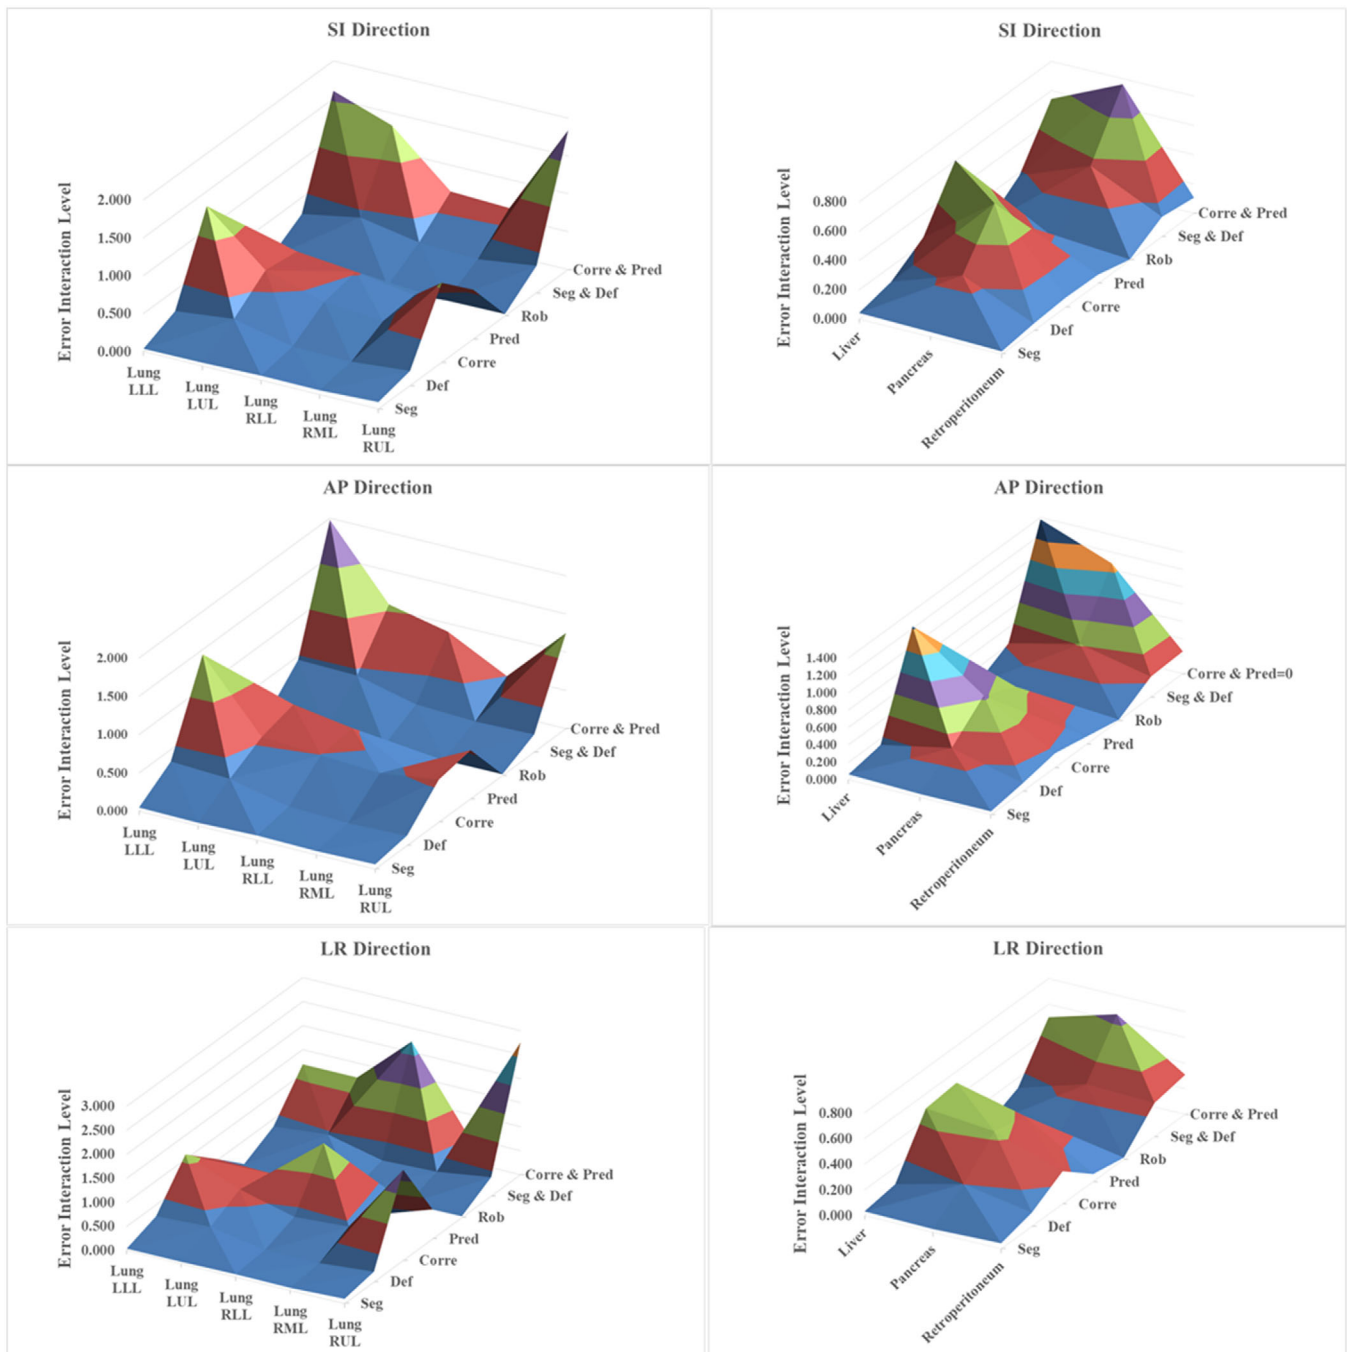 SI Direction
Error Interaction Level
2.000
1.500
1.000
0.500
0.000
Lung
LLL
Lung
LUL
Lung
RLL
Lung
RML
Lung
RUL
Seg
Def
Corre
Pred
Rob
Seg & Def
Corre & Pred
SI Direction
Error Interaction Level
0.800
0.600
0.400
0.200
0.000
Liver
Pancreas
Retroperitoneum
Seg
Def
Corre
Pred
Rob
Seg & Def
Corre & Pred
AP Direction
Error Interaction Level
2.000
1.500
1.000
0.500
0.000
Lung
LLL
Lung
LUL
Lung
RLL
Lung
RML
Lung
RUL
Seg
Def
Corre
Pred
Rob
Seg & Def
Corre & Pred
AP Direction
Error Interaction Level
1.400
1.200
1.000
0.800
0.600
0.400
0.200
0.000
Liver
Pancreas
Retroperitoneum
Seg
Def
Corre
Pred
Rob
Seg & Def
Corre & Pred=0
LR Direction
Error Interaction Level
3.000
2.500
2.000
1.500
1.000
0.500
0.000
Lung
LLL
Lung
LUL
Lung
RLL
Lung
RML
Lung
RUL
Seg
Def
Corre
Pred
Rob
Seg & Def
Corre & Pred
LR Direction
Error Interaction Level
0.800
0.600
0.400
0.200
0.000
Liver
Pancreas
Retroperitoneum
Seg
Def
Corre
Pred
Rob
Seg & Def
Corre & Pred